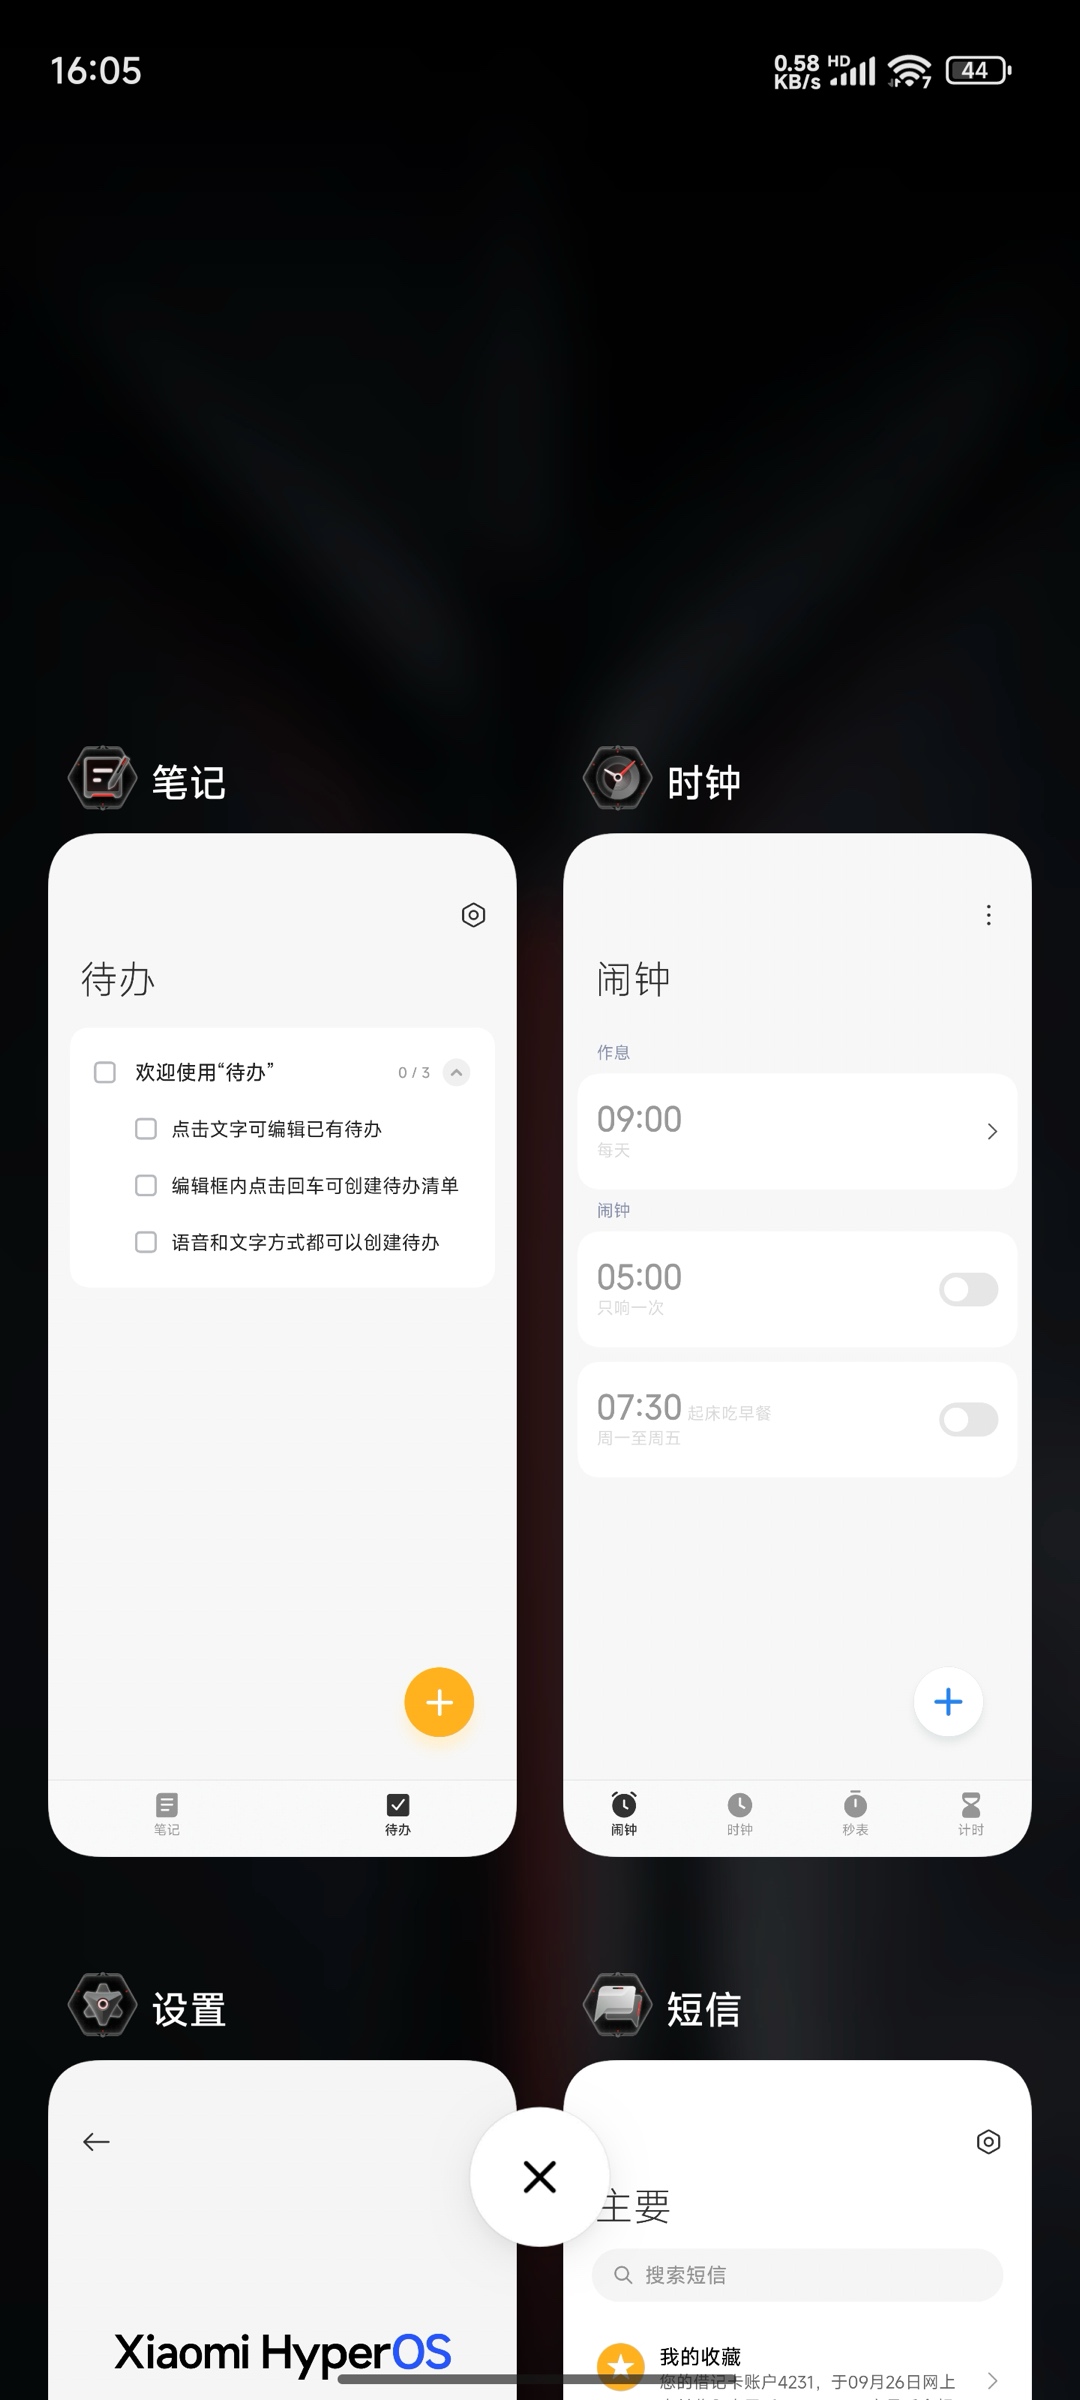 16:05
0.58 KB/s HD 7 44
笔记
时钟
待办
欢迎使用“待办” 0 / 3
点击文字可编辑已有待办
编辑框内点击回车可创建待办清单
语音和文字方式都可以创建待办
笔记 待办
闹钟
作息
09:00
每天
闹钟
05:00
只响一次
07:30 起床吃早餐
周一至周五
闹钟 时钟 秒表 计时
设置
短信
Xiaomi HyperOS
主要
搜索短信
我的收藏
您的借记卡账户4231，于09月26日网上